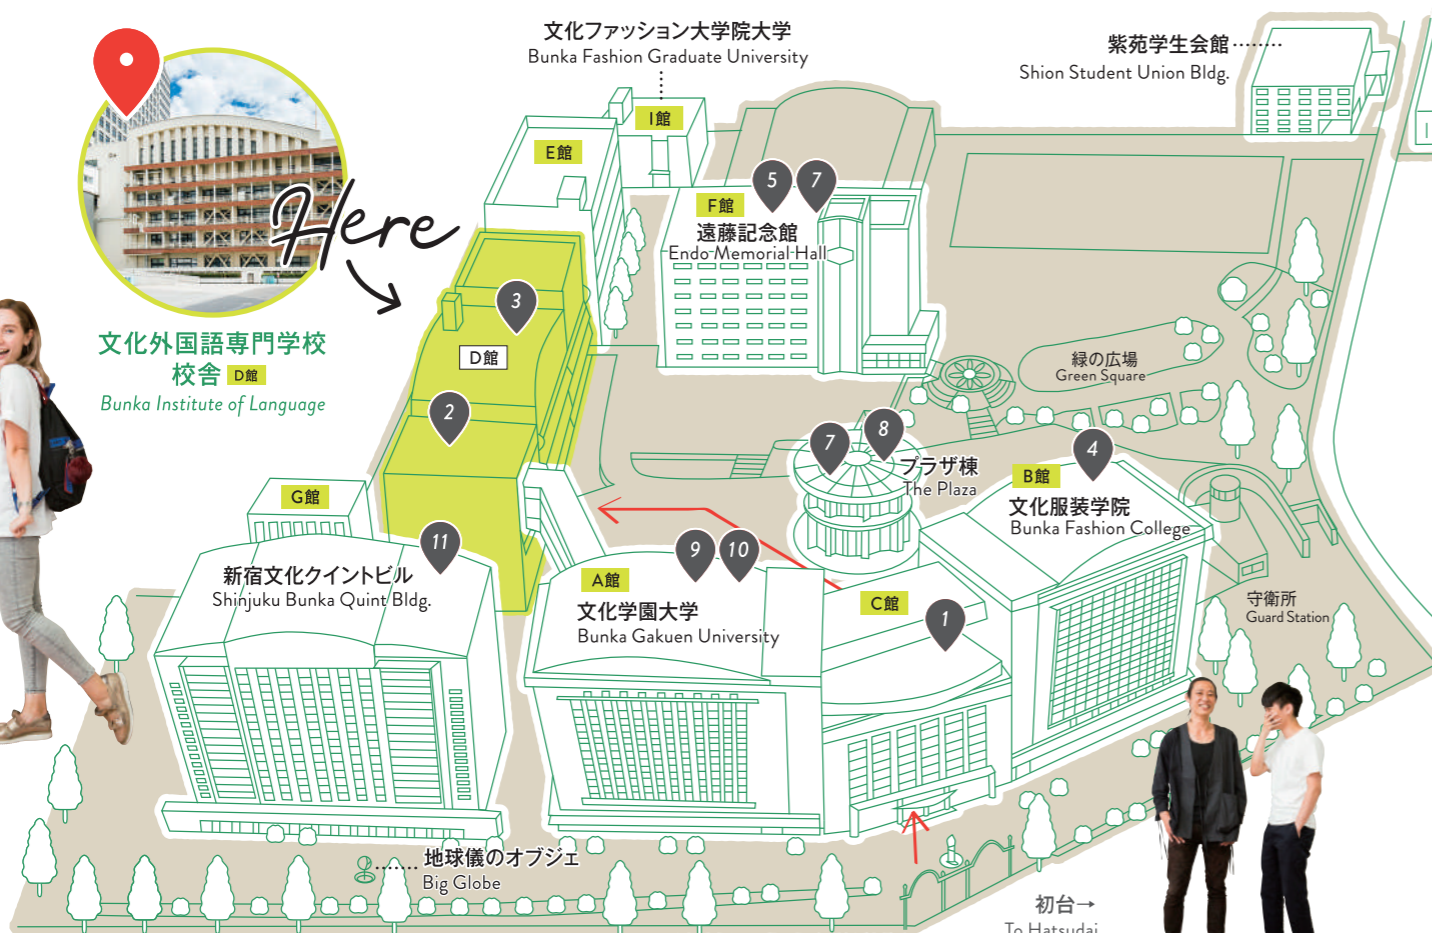 文化ファッション大学院大学
Bunka Fashion Graduate University
紫苑学生会館
Shion Student Union Bldg.
I館
E館
5
7
F館
遠藤記念館
Endo Memorial Hall
Here
3
D館
文化外国語専門学校
校舎 D館
Bunka Institute of Language
2
緑の広場
Green Square
7
8
プラザ棟
The Plaza
4
B館
文化服装学院
Bunka Fashion College
G館
11
新宿文化クイントビル
Shinjuku Bunka Quint Bldg.
9
10
A館
文化学園大学
Bunka Gakuen University
C館
1
守衛所
Guard Station
地球儀のオブジェ
Big Globe
初台→
To Hatsudai